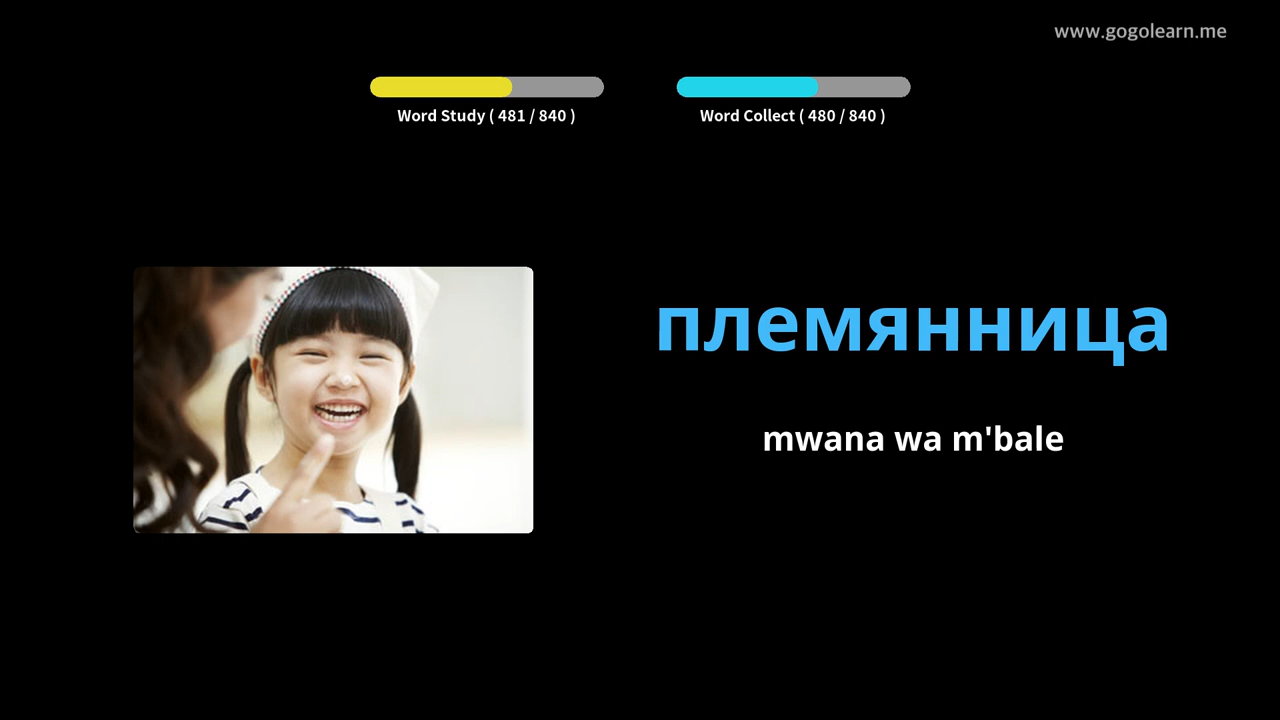 www.gogolearn.me
Word Study ( 481 / 840 )
Word Collect ( 480 / 840 )
племянница
mwana wa m'bale